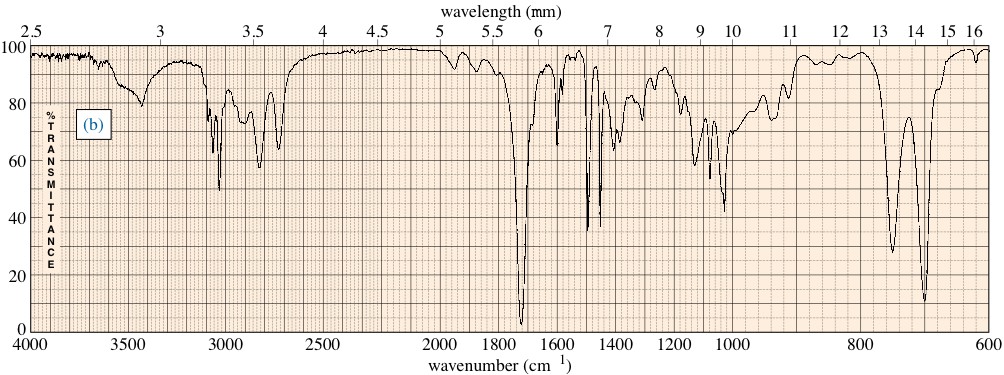 wavelength (mm)
2.5 3 3.5 4 4.5 5 5.5 6 7 8 9 10 11 12 13 14 15 16
100
80
60
40
20
0
%TRANSMITTANCE
(b)
4000 3500 3000 2500 2000 1800 1600 1400 1200 1000 800 600
wavenumber (cm 1)